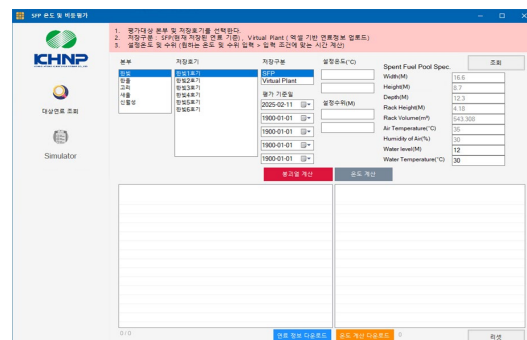 SFP 온도 및 비등평가
KHNP
대상연료 조회
Simulator
1. 평가대상 본부 및 저장호기를 선택한다.
2. 저장구분 : SFP(현재 저장된 연료 기준), Virtual Plant ( 엑셀 기반 연료정보 업로드)
3. 설정온도 및 수위 (원하는 온도 및 수위 입력 > 입력 조건에 맞는 시간 계산)
본부
한빛
한울
고리
새울
신월성
저장호기
한빛1호기
한빛2호기
한빛3호기
한빛4호기
한빛5호기
한빛6호기
저장구분
SFP
Virtual Plant
평가 기준일
2025-02-11
1900-01-01
1900-01-01
1900-01-01
설정온도(°C)
설정수위(M)
Spent Fuel Pool Spec.
조회
Width(M) 16.6
Height(M) 8.7
Depth(M) 12.3
Rack Height(M) 4.18
Rack Volume(m³) 543.308
Air Temperature(°C) 35
Humidity of Air(%) 30
Water level(M) 12
Water Temperature(°C) 30
붕괴열 계산
온도 계산
0 / 0
연료 정보 다운로드
온도 계산 다운로드
0
리셋